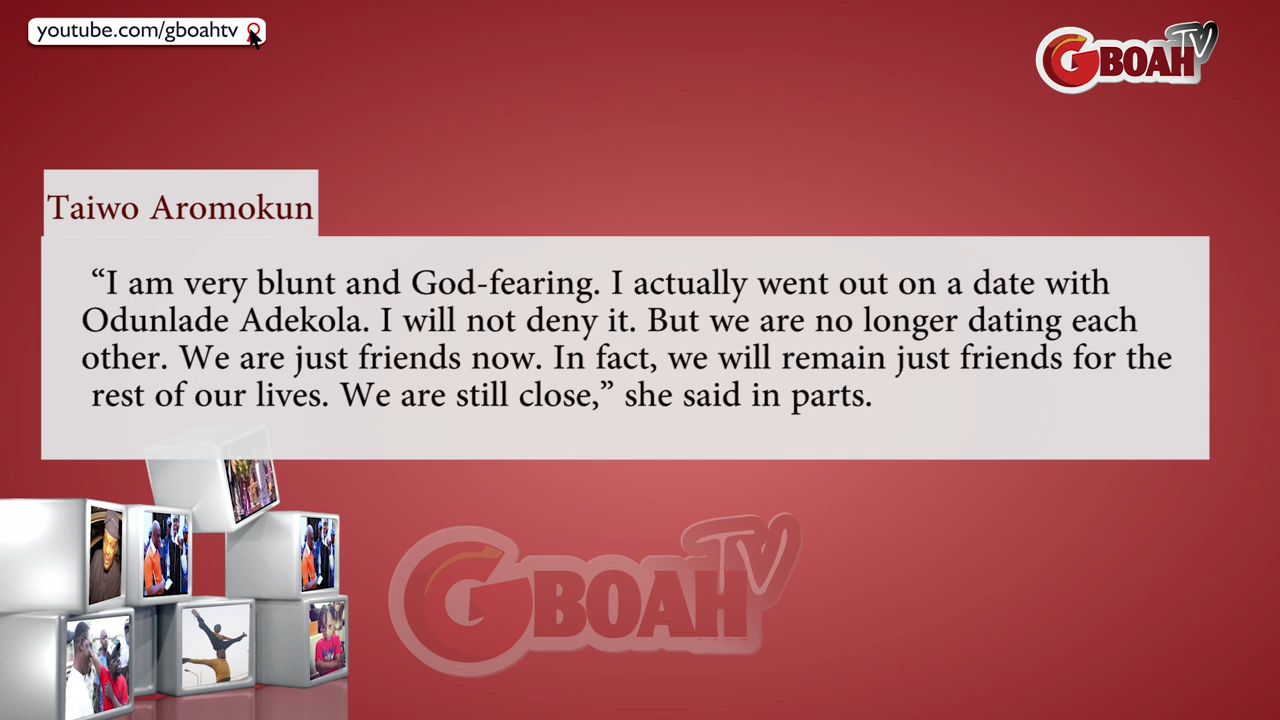 youtube.com/gboahtv
GBOAH TV
Taiwo Aromokun
“I am very blunt and God-fearing. I actually went out on a date with
Odunlade Adekola. I will not deny it. But we are no longer dating each
other. We are just friends now. In fact, we will remain just friends for the
rest of our lives. We are still close,” she said in parts.
GBOAH TV